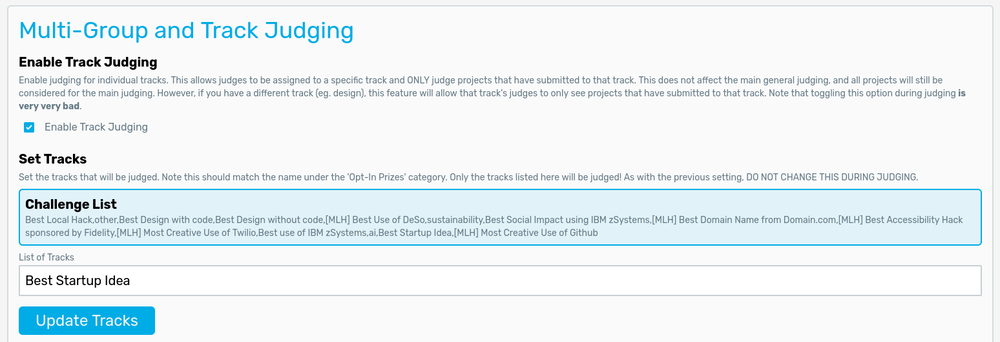 Multi-Group and Track Judging
Enable Track Judging
Enable judging for individual tracks. This allows judges to be assigned to a specific track and ONLY judge projects that have submitted to that track. This does not affect the main general judging, and all projects will still be
considered for the main judging. However, if you have a different track (eg. design), this feature will allow that track's judges to only see projects that have submitted to that track. Note that toggling this option during judging is
very very bad.
Enable Track Judging
Set Tracks
Set the tracks that will be judged. Note this should match the name under the 'Opt-In Prizes' category. Only the tracks listed here will be judged! As with the previous setting, DO NOT CHANGE THIS DURING JUDGING.
Challenge List
Best Local Hack,other,Best Design with code,Best Design without code,[MLH] Best Use of DeSo,sustainability,Best Social Impact using IBM zSystems,[MLH] Best Domain Name from Domain.com,[MLH] Best Accessibility Hack
sponsored by Fidelity,[MLH] Most Creative Use of Twilio,Best use of IBM zSystems,ai,Best Startup Idea,[MLH] Most Creative Use of Github
List of Tracks
Best Startup Idea
Update Tracks